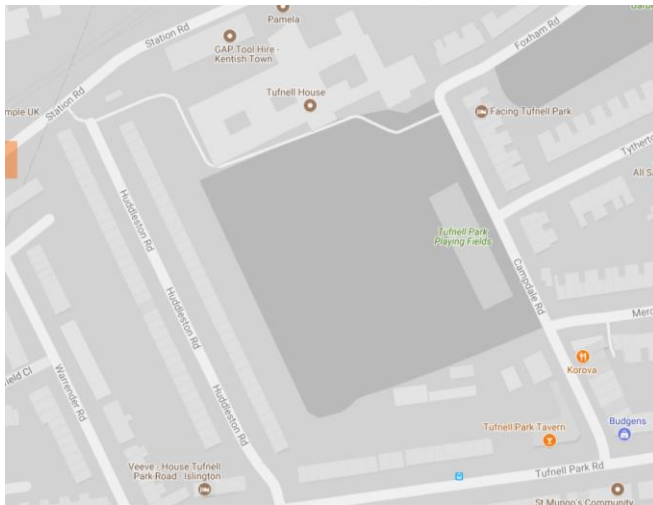 Pamela
Station Rd
GAP Tool Hire -
Kentish Town
Foxham Rd
Tufnell House
mple UK
Station Rd
Facing Tufnell Park
Tytherto
All Sa
Huddleston Rd
Tufnell Park
Playing Fields
Campdale Rd
Huddleston Rd
Merc
Korova
field Cl
Warrender Rd
Huddleston Rd
Tufnell Park Tavern
Budgens
Veeve - House Tufnell
Park Road - Islington
Tufnell Park Rd
St Mungo's Community